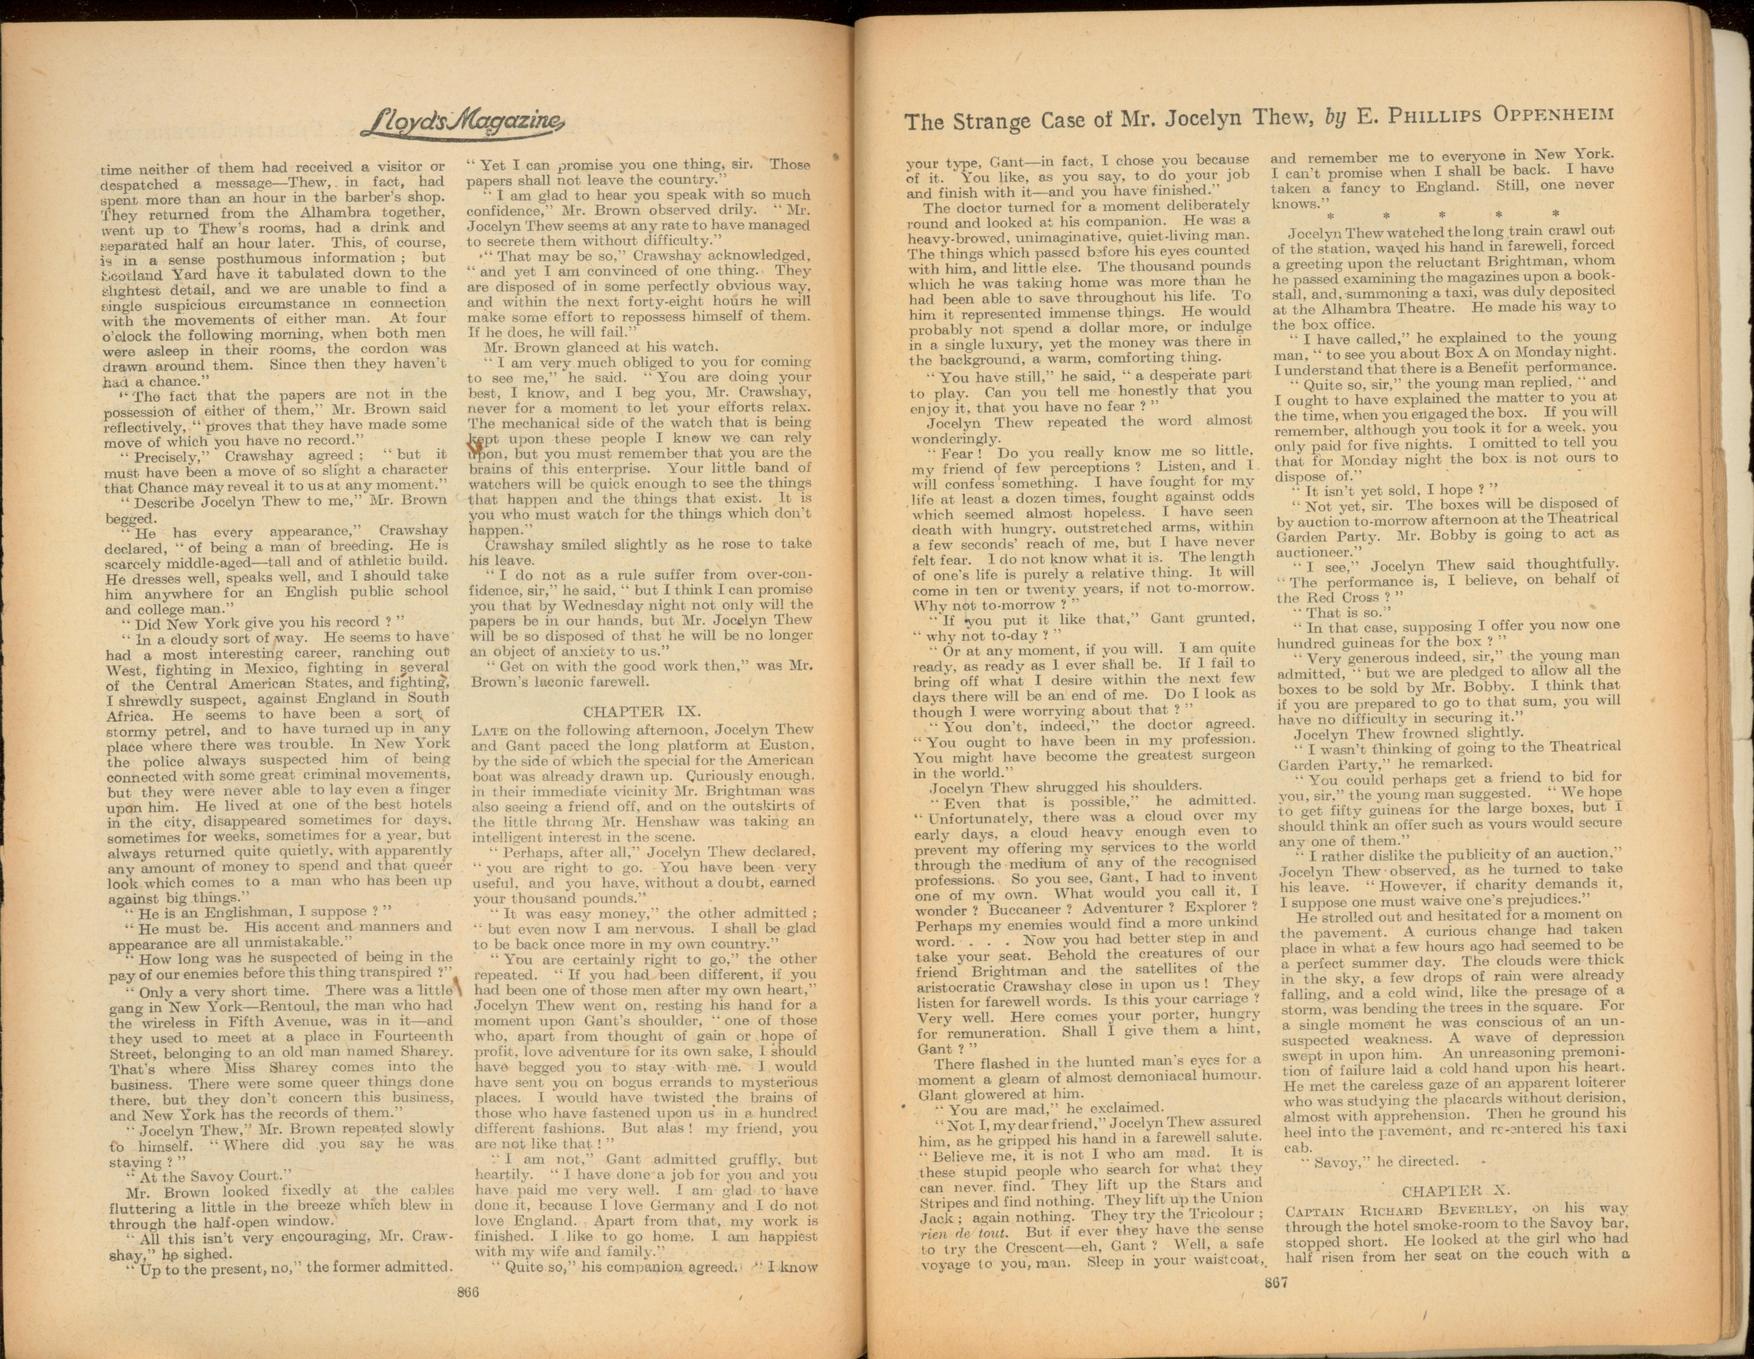 Lloyd's Magazine
time neither of them had received a visitor or
despatched a message—Thew, in fact, had
spent more than an hour in the barber's shop.
They returned from the Alhambra together,
went up to Thew's rooms, had a drink and
separated half an hour later. This, of course,
is in a sense posthumous information; but
Scotland Yard have it tabulated down to the
slightest detail, and we are unable to find a
single suspicious circumstance in connection
with the movements of either man. At four
o'clock the following morning, when both men
were asleep in their rooms, the cordon was
drawn around them. Since then they haven't
had a chance."
"The fact that the papers are not in the
possession of either of them," Mr. Brown said
reflectively, "proves that they have made some
move of which you have no record."
"Precisely," Crawshay agreed; "but it
must have been a move of so slight a character
that Chance may reveal it to us at any moment."
"Describe Jocelyn Thew to me," Mr. Brown
begged.
"He has every appearance," Crawshay
declared, "of being a man of breeding. He is
scarcely middle-aged—tall and of athletic build.
He dresses well, speaks well, and I should take
him anywhere for an English public school
and college man."
"Did New York give you his record?"
"In a cloudy sort of way. He seems to have
had a most interesting career, ranching out
West, fighting in Mexico, fighting in several
of the Central American States, and fighting,
I shrewdly suspect, against England in South
Africa. He seems to have been a sort of
stormy petrel, and to have turned up in any
place where there was trouble. In New York
the police always suspected him of being
connected with some great criminal movements,
but they were never able to lay even a finger
upon him. He lived at one of the best hotels
in the city, disappeared sometimes for days,
sometimes for weeks, sometimes for a year, but
always returned quite quietly, with apparently
any amount of money to spend and that queer
look which comes to a man who has been up
against big things."
"He is an Englishman, I suppose?"
"He must be. His accent and manners and
appearance are all unmistakable."
"How long was he suspected of being in the
pay of our enemies before this thing transpired?"
"Only a very short time. There was a little
gang in New York—Rentoul, the man who had
the wireless in Fifth Avenue, was in it—and
they used to meet at a place in Fourteenth
Street, belonging to an old man named Sharey.
That's where Miss Sharey comes into the
business. There were some queer things done
there, but they don't concern this business,
and New York has the records of them."
"Jocelyn Thew," Mr. Brown repeated slowly
to himself. "Where did you say he was
staying?"
"At the Savoy Court."
Mr. Brown looked fixedly at the cables
fluttering a little in the breeze which blew in
through the half-open window.
"All this isn't very encouraging, Mr. Craw-
shay," he sighed.
"Up to the present, no," the former admitted.
"Yet I can promise you one thing, sir. Those
papers shall not leave the country."
"I am glad to hear you speak with so much
confidence," Mr. Brown observed drily. "Mr.
Jocelyn Thew seems at any rate to have managed
to secrete them without difficulty."
"That may be so," Crawshay acknowledged,
"and yet I am convinced of one thing. They
are disposed of in some perfectly obvious way,
and within the next forty-eight hours he will
make some effort to repossess himself of them.
If he does, he will fail."
Mr. Brown glanced at his watch.
"I am very much obliged to you for coming
to see me," he said. "You are doing your
best, I know, and I beg you, Mr. Crawshay,
never for a moment to let your efforts relax.
The mechanical side of the watch that is being
kept upon these people I know we can rely
upon, but you must remember that you are the
brains of this enterprise. Your little band of
watchers will be quick enough to see the things
that happen and the things that exist. It is
you who must watch for the things which don't
happen."
Crawshay smiled slightly as he rose to take
his leave.
"I do not as a rule suffer from over-con-
fidence, sir," he said, "but I think I can promise
you that by Wednesday night not only will the
papers be in our hands, but Mr. Jocelyn Thew
will be so disposed of that he will be no longer
an object of anxiety to us."
"Get on with the good work then," was Mr.
Brown's laconic farewell.
CHAPTER IX.
LATE on the following afternoon, Jocelyn Thew
and Gant paced the long platform at Euston,
by the side of which the special for the American
boat was already drawn up. Curiously enough,
in their immediate vicinity Mr. Brightman was
also seeing a friend off, and on the outskirts of
the little throng Mr. Henshaw was taking an
intelligent interest in the scene.
"Perhaps, after all," Jocelyn Thew declared,
"you are right to go. You have been very
useful, and you have, without a doubt, earned
your thousand pounds."
"It was easy money," the other admitted;
"but even now I am nervous. I shall be glad
to be back once more in my own country."
"You are certainly right to go," the other
repeated. "If you had been different, if you
had been one of those men after my own heart,"
Jocelyn Thew went on, resting his hand for a
moment upon Gant's shoulder, "one of those
who, apart from thought of gain or hope of
profit, love adventure for its own sake, I should
have begged you to stay with me. I would
have sent you on bogus errands to mysterious
places. I would have twisted the brains of
those who have fastened upon us in a hundred
different fashions. But alas! my friend, you
are not like that!"
"I am not," Gant admitted gruffly, but
heartily. "I have done a job for you and you
have paid me very well. I am glad to have
done it, because I love Germany and I do not
love England. Apart from that, my work is
finished. I like to go home. I am happiest
with my wife and family."
"Quite so," his companion agreed. "I know
866
The Strange Case of Mr. Jocelyn Thew, by E. PHILLIPS OPPENHEIM
your type, Gant—in fact, I chose you because
of it. You like, as you say, to do your job
and finish with it—and you have finished."
The doctor turned for a moment deliberately
round and looked at his companion. He was a
heavy-browed, unimaginative, quiet-living man.
The things which passed before his eyes counted
with him, and little else. The thousand pounds
which he was taking home was more than he
had been able to save throughout his life. To
him it represented immense things. He would
probably not spend a dollar more, or indulge
in a single luxury, yet the money was there in
the background, a warm, comforting thing.
"You have still," he said, "a desperate part
to play. Can you tell me honestly that you
enjoy it, that you have no fear?"
Jocelyn Thew repeated the word almost
wonderingly.
"Fear! Do you really know me so little,
my friend of few perceptions? Listen, and I
will confess something. I have fought for my
life at least a dozen times, fought against odds
which seemed almost hopeless. I have seen
death with hungry, outstretched arms, within
a few seconds' reach of me, but I have never
felt fear. I do not know what it is. The length
of one's life is purely a relative thing. It will
come in ten or twenty years, if not to-morrow.
Why not to-morrow?"
"If you put it like that," Gant grunted,
"why not to-day?"
"Or at any moment, if you will. I am quite
ready, as ready as I ever shall be. If I fail to
bring off what I desire within the next few
days there will be an end of me. Do I look as
though I were worrying about that?"
"You don't, indeed," the doctor agreed.
"You ought to have been in my profession.
You might have become the greatest surgeon
in the world."
Jocelyn Thew shrugged his shoulders.
"Even that is possible," he admitted.
"Unfortunately, there was a cloud over my
early days, a cloud heavy enough even to
prevent my offering my services to the world
through the medium of any of the recognised
professions. So you see, Gant, I had to invent
one of my own. What would you call it, I
wonder? Buccaneer? Adventurer? Explorer?
Perhaps my enemies would find a more unkind
word. . . . Now you had better step in and
take your seat. Behold the creatures of our
friend Brightman and the satellites of the
aristocratic Crawshay close in upon us! They
listen for farewell words. Is this your carriage?
Very well. Here comes your porter, hungry
for remuneration. Shall I give them a hint,
Gant?"
There flashed in the hunted man's eyes for a
moment a gleam of almost demoniacal humour.
Glant glowered at him.
"You are mad," he exclaimed.
"Not I, my dear friend," Jocelyn Thew assured
him, as he gripped his hand in a farewell salute.
"Believe me, it is not I who am mad. It is
these stupid people who search for what they
can never find. They lift up the Stars and
Stripes and find nothing. They lift up the Union
Jack; again nothing. They try the Tricolour;
rien de tout. But if ever they have the sense
to try the Crescent—eh, Gant? Well, a safe
voyage to you, man. Sleep in your waistcoat,
and remember me to everyone in New York.
I can't promise when I shall be back. I have
taken a fancy to England. Still, one never
knows."
* * * * *
Jocelyn Thew watched the long train crawl out
of the station, waved his hand in farewell, forced
a greeting upon the reluctant Brightman, whom
he passed examining the magazines upon a book-
stall, and, summoning a taxi, was duly deposited
at the Alhambra Theatre. He made his way to
the box office.
"I have called," he explained to the young
man, "to see you about Box A on Monday night.
I understand that there is a Benefit performance.
"Quite so, sir," the young man replied, "and
I ought to have explained the matter to you at
the time, when you engaged the box. If you will
remember, although you took it for a week, you
only paid for five nights. I omitted to tell you
that for Monday night the box is not ours to
dispose of."
"It isn't yet sold, I hope?"
"Not yet, sir. The boxes will be disposed of
by auction to-morrow afternoon at the Theatrical
Garden Party. Mr. Bobby is going to act as
auctioneer."
"I see," Jocelyn Thew said thoughtfully.
"The performance is, I believe, on behalf of
the Red Cross?"
"That is so."
"In that case, supposing I offer you now one
hundred guineas for the box?"
"Very generous indeed, sir," the young man
admitted, "but we are pledged to allow all the
boxes to be sold by Mr. Bobby. I think that
if you are prepared to go to that sum, you will
have no difficulty in securing it."
Jocelyn Thew frowned slightly.
"I wasn't thinking of going to the Theatrical
Garden Party," he remarked.
"You could perhaps get a friend to bid for
you, sir," the young man suggested. "We hope
to get fifty guineas for the large boxes, but I
should think an offer such as yours would secure
any one of them."
"I rather dislike the publicity of an auction,"
Jocelyn Thew observed, as he turned to take
his leave. "However, if charity demands it,
I suppose one must waive one's prejudices."
He strolled out and hesitated for a moment on
the pavement. A curious change had taken
place in what a few hours ago had seemed to be
a perfect summer day. The clouds were thick
in the sky, a few drops of rain were already
falling, and a cold wind, like the presage of a
storm, was bending the trees in the square. For
a single moment he was conscious of an un-
suspected weakness. A wave of depression
swept in upon him. An unreasoning premoni-
tion of failure laid a cold hand upon his heart.
He met the careless gaze of an apparent loiterer
who was studying the placards without derision,
almost with apprehension. Then he ground his
heel into the pavement, and re-entered his taxi
cab.
"Savoy," he directed.
CHAPTER X.
CAPTAIN RICHARD BEVERLEY, on his way
through the hotel smoke-room to the Savoy bar,
stopped short. He looked at the girl who had
half risen from her seat on the couch with a
867